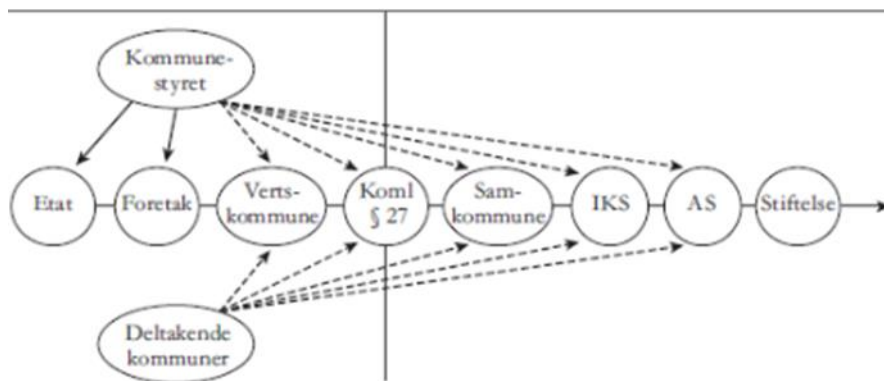 Kommune-
styret
Etat
Foretak
Verts-
kommune
Koml
§ 27
Sam-
kommune
IKS
AS
Stiftelse
Deltakende
kommuner